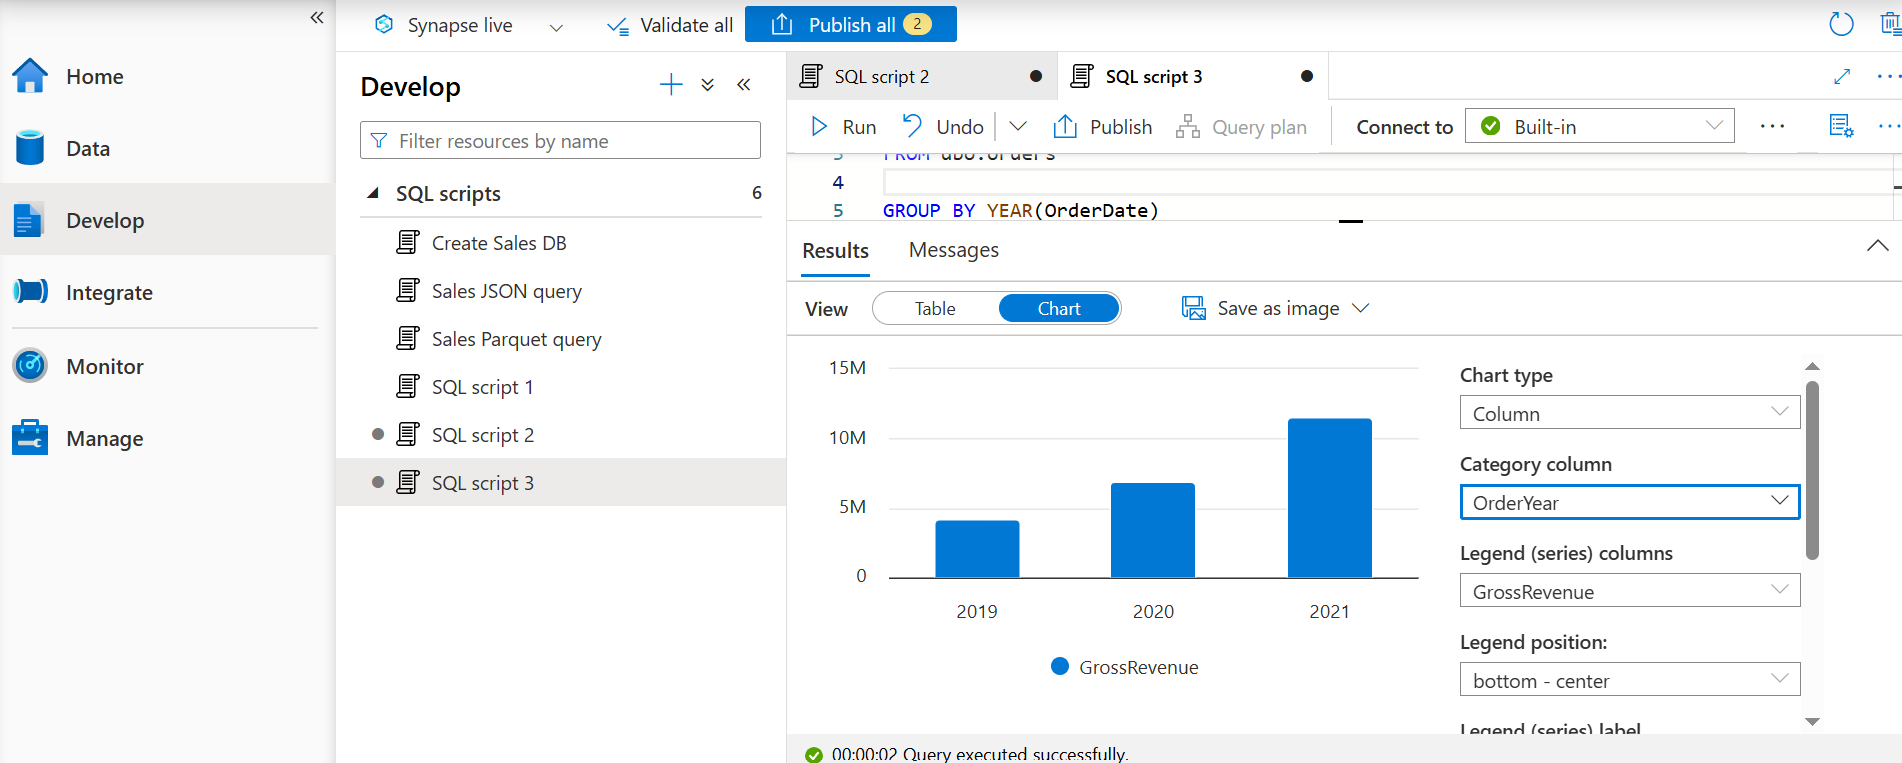 Synapse live
Validate all
Publish all 2
Home
Data
Develop
Integrate
Monitor
Manage
Develop
Filter resources by name
SQL scripts 6
Create Sales DB
Sales JSON query
Sales Parquet query
SQL script 1
SQL script 2
SQL script 3
SQL script 2
SQL script 3
Run
Undo
Publish
Query plan
Connect to
Built-in
3 FROM dbo.Orders
4
5 GROUP BY YEAR(OrderDate)
Results
Messages
View
Table
Chart
Save as image
15M
10M
5M
0
2019
2020
2021
GrossRevenue
Chart type
Column
Category column
OrderYear
Legend (series) columns
GrossRevenue
Legend position:
bottom - center
Legend (series) label
00:00:02 Query executed successfully.